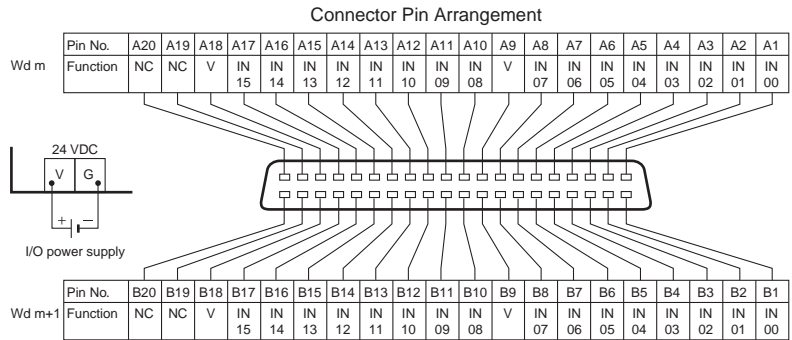 Connector Pin Arrangement
Pin No. A20 A19 A18 A17 A16 A15 A14 A13 A12 A11 A10 A9 A8 A7 A6 A5 A4 A3 A2 A1
Wd m Function NC NC V IN 15 IN 14 IN 13 IN 12 IN 11 IN 10 IN 09 IN 08 V IN 07 IN 06 IN 05 IN 04 IN 03 IN 02 IN 01 IN 00
24 VDC
V G
+ −
I/O power supply
Pin No. B20 B19 B18 B17 B16 B15 B14 B13 B12 B11 B10 B9 B8 B7 B6 B5 B4 B3 B2 B1
Wd m+1 Function NC NC V IN 15 IN 14 IN 13 IN 12 IN 11 IN 10 IN 09 IN 08 V IN 07 IN 06 IN 05 IN 04 IN 03 IN 02 IN 01 IN 00